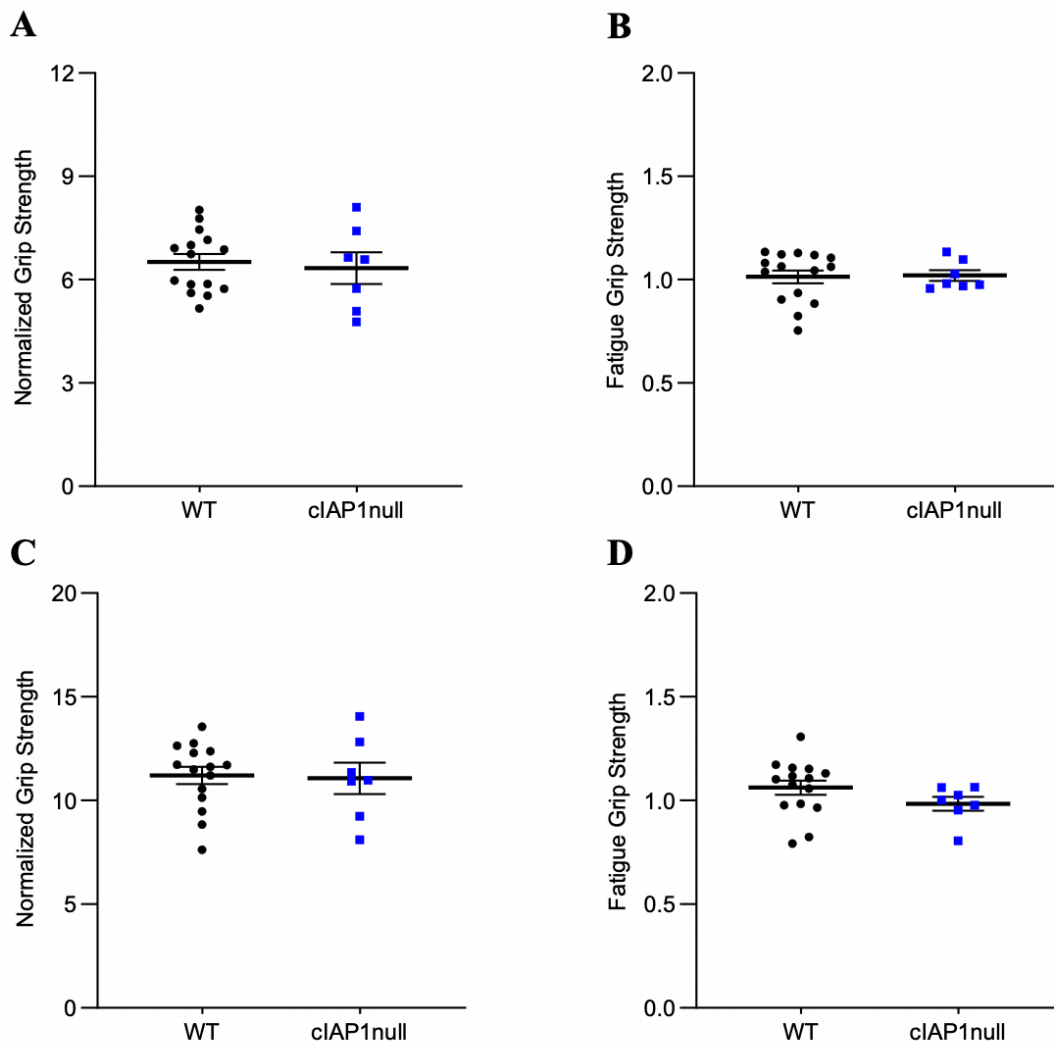 A
Normalized Grip Strength
12
9
6
3
0
WT
cIAP1null
B
Fatigue Grip Strength
2.0
1.5
1.0
0.5
0.0
WT
cIAP1null
C
Normalized Grip Strength
20
15
10
5
0
WT
cIAP1null
D
Fatigue Grip Strength
2.0
1.5
1.0
0.5
0.0
WT
cIAP1null